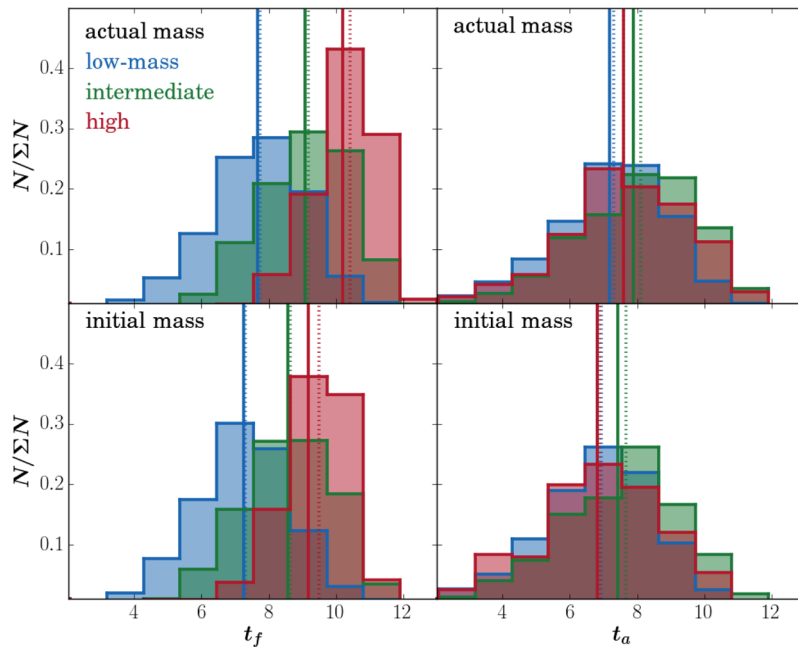 actual mass
low-mass
intermediate
high
actual mass
0.4
0.3
0.2
0.1
N/ΣN
initial mass
initial mass
0.4
0.3
0.2
0.1
N/ΣN
4 6 8 10 12
4 6 8 10 12
t_f
t_a